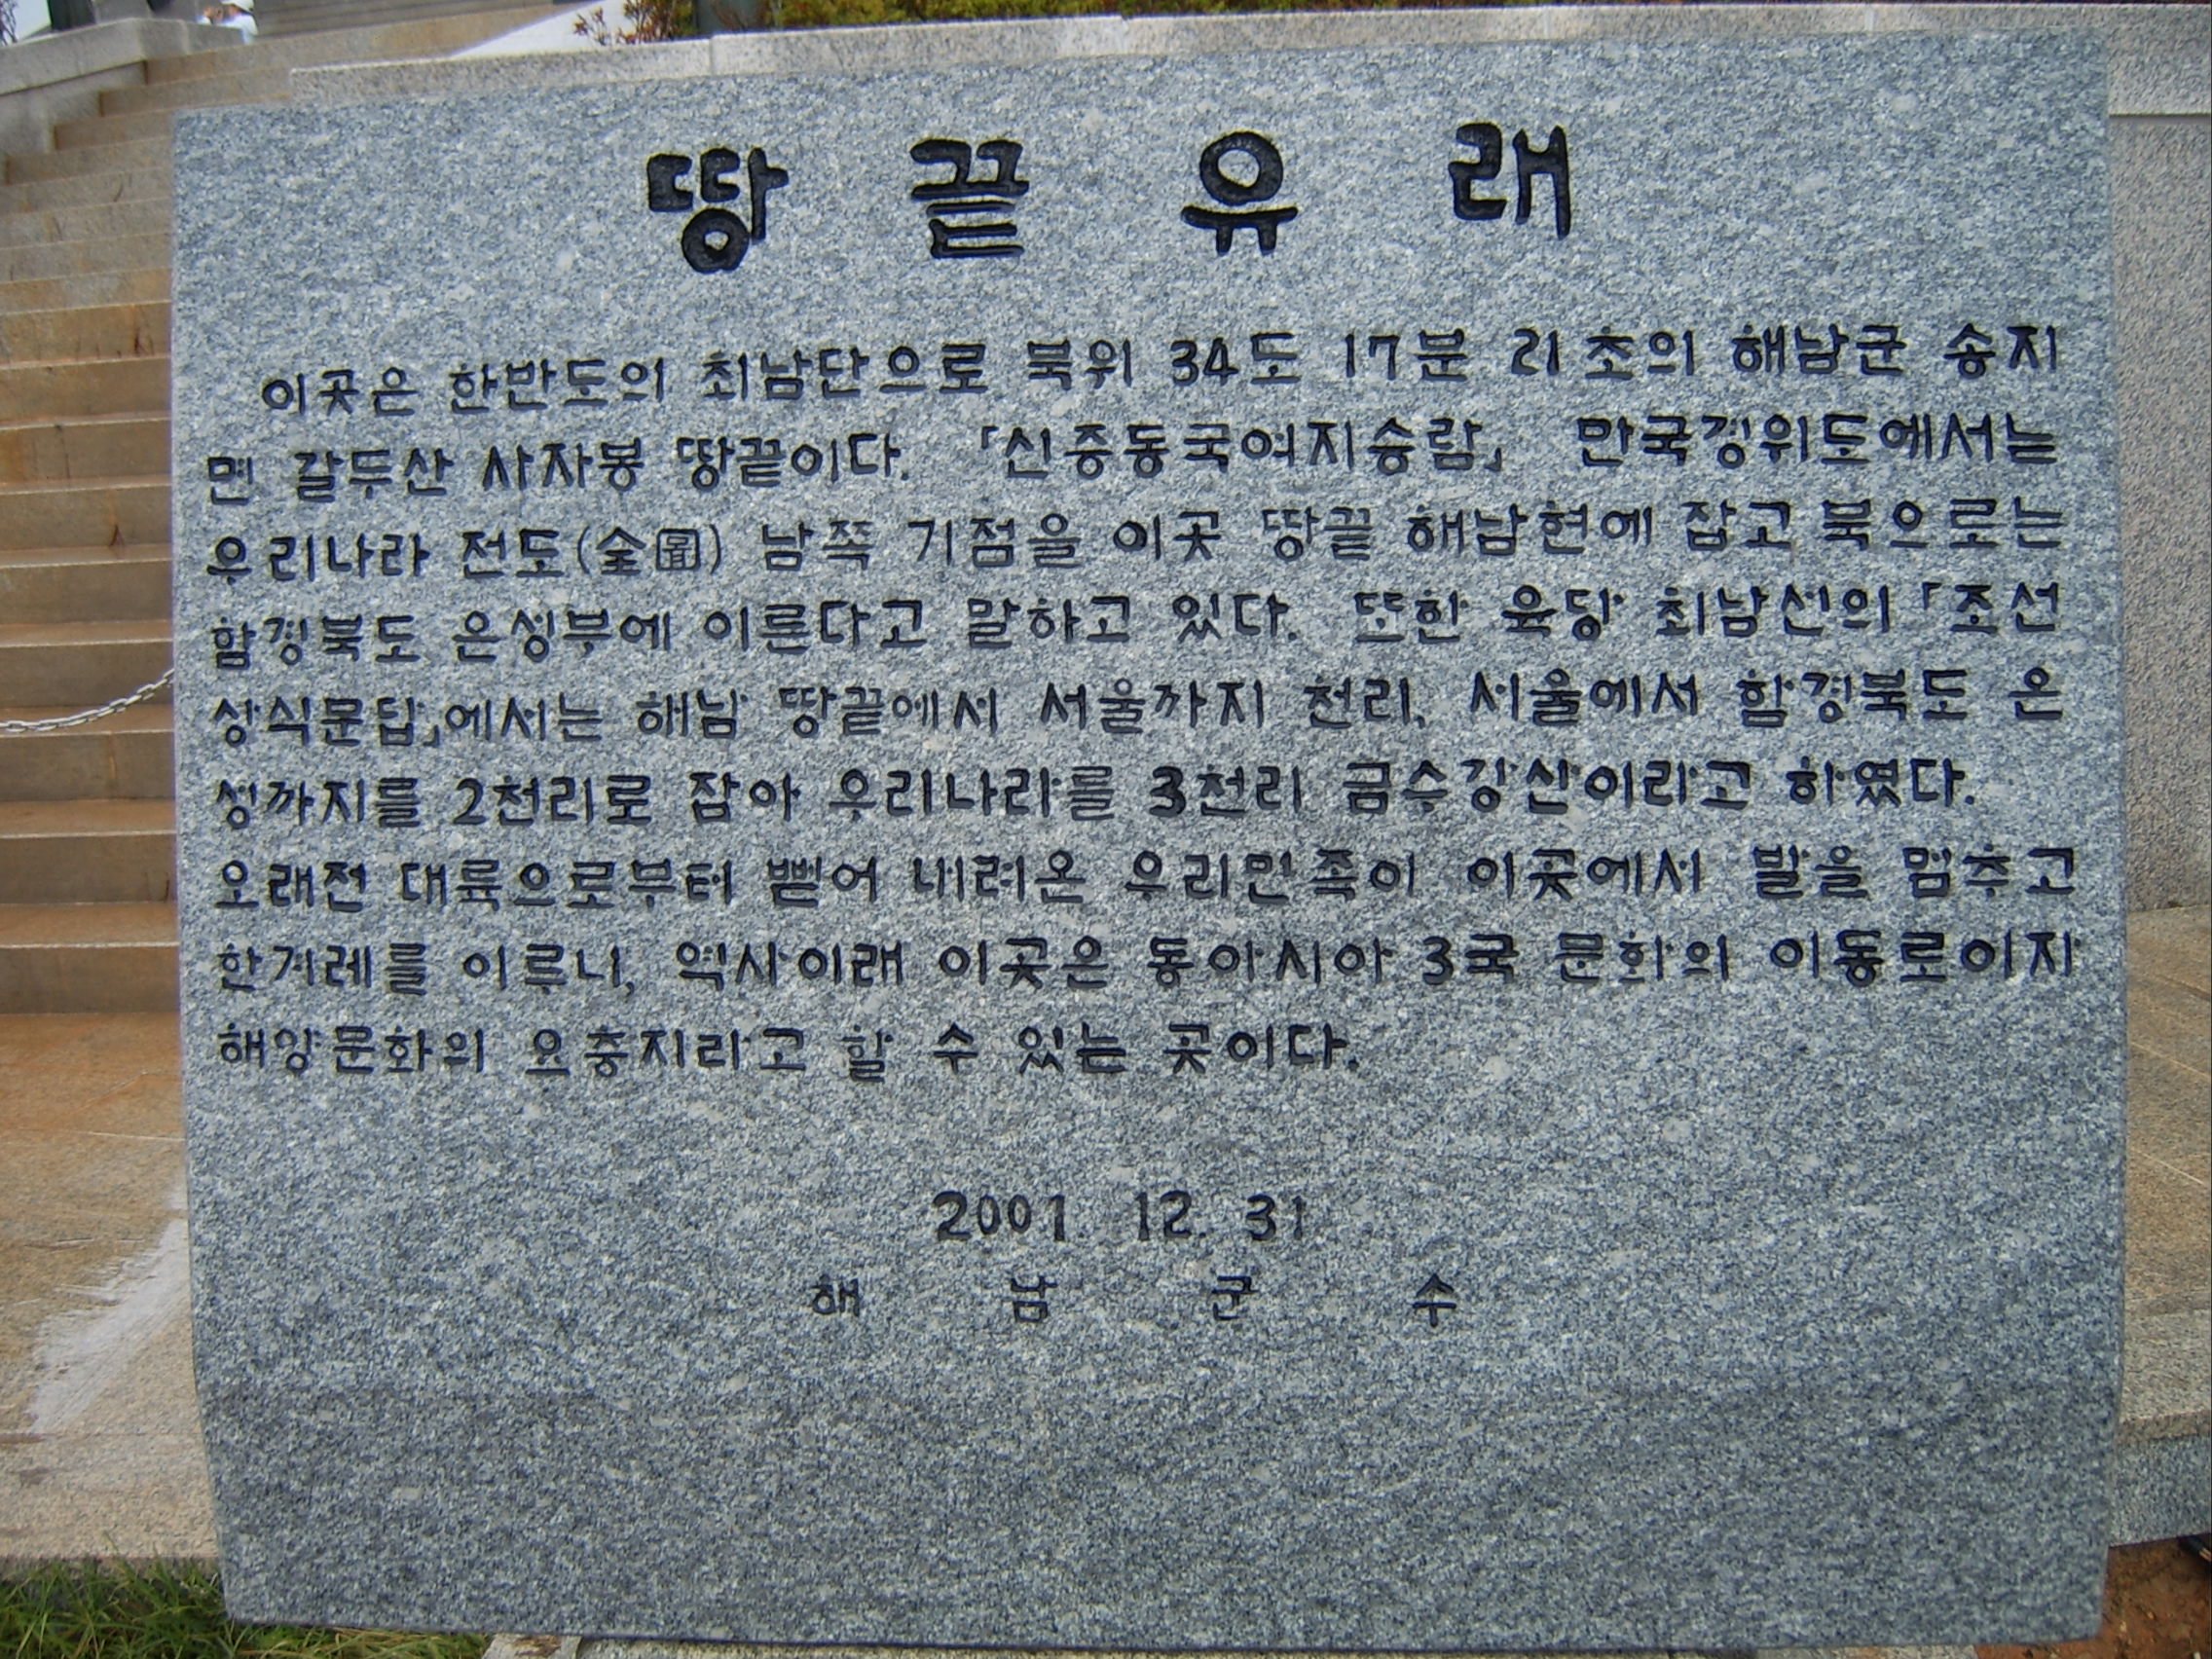 땅끝유래
이곳은 한반도의 최남단으로 북위 34도 17분 21초의 해남군 송지
면 갈두산 사자봉 땅끝이다. 「신증동국여지승람」 만국경위도에서는
우리나라 전도(全圖) 남쪽 기점을 이곳 땅끝 해남현에 잡고 북으로는
함경북도 은성부에 이른다고 말하고 있다. 또한 육당 최남선의 「조선
상식문답」에서는 해남 땅끝에서 서울까지 천리, 서울에서 함경북도 온
성까지를 2천리로 잡아 우리나라를 3천리 금수강산이라고 하였다.
오래전 대륙으로부터 뻗어 내려온 우리민족이 이곳에서 발을 멈추고
한겨레를 이루니, 역사이래 이곳은 동아시아 3국 문화의 이동로이자
해양문화의 요충지라고 할 수 있는 곳이다.
2001. 12. 31
해남군수